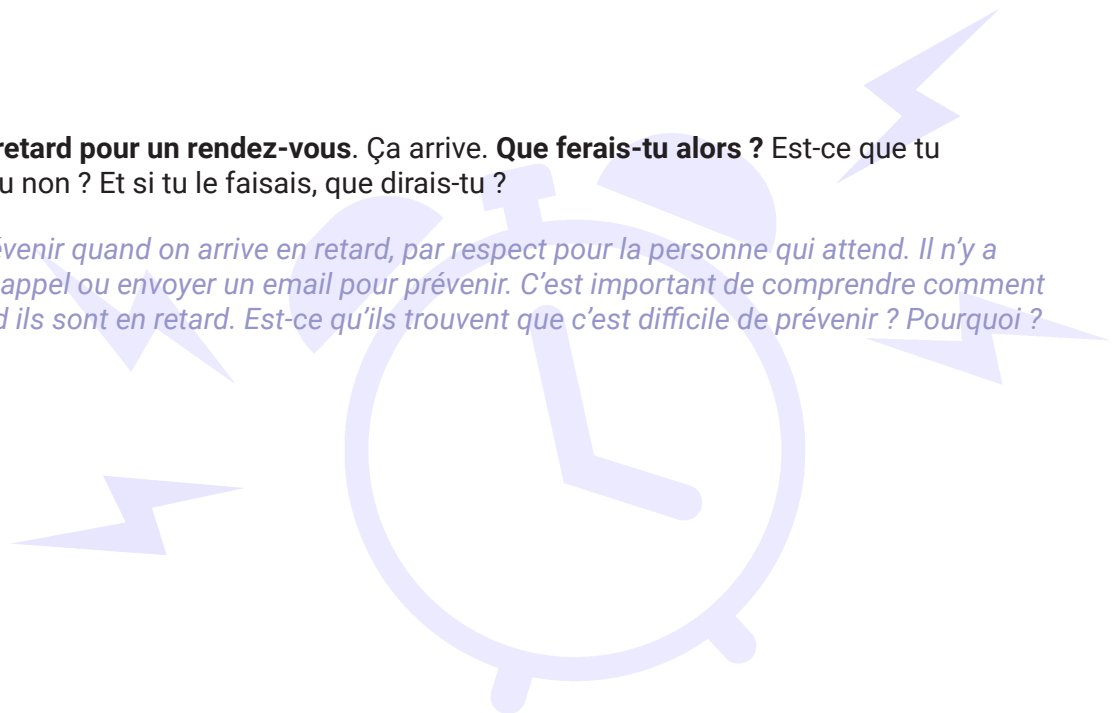 retard pour un rendez-vous. Ça arrive. Que ferais-tu alors ? Est-ce que tu
u non ? Et si tu le faisais, que dirais-tu ?
évenir quand on arrive en retard, par respect pour la personne qui attend. Il n’y a
appel ou envoyer un email pour prévenir. C’est important de comprendre comment
d ils sont en retard. Est-ce qu’ils trouvent que c’est difficile de prévenir ? Pourquoi ?